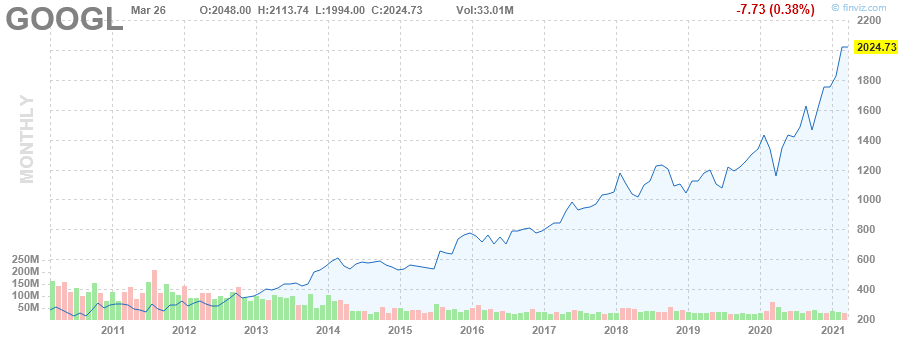 GOOGL Mar 26 O:2048.00 H:2113.74 L:1994.00 C:2024.73 Vol:33.01M -7.73 (0.38%) © finviz.com
MONTHLY
2200
2024.73
1800
1600
1400
1200
1000
800
250M 600
200M
150M
400
100M
50M
200
2011 2012 2013 2014 2015 2016 2017 2018 2019 2020 2021